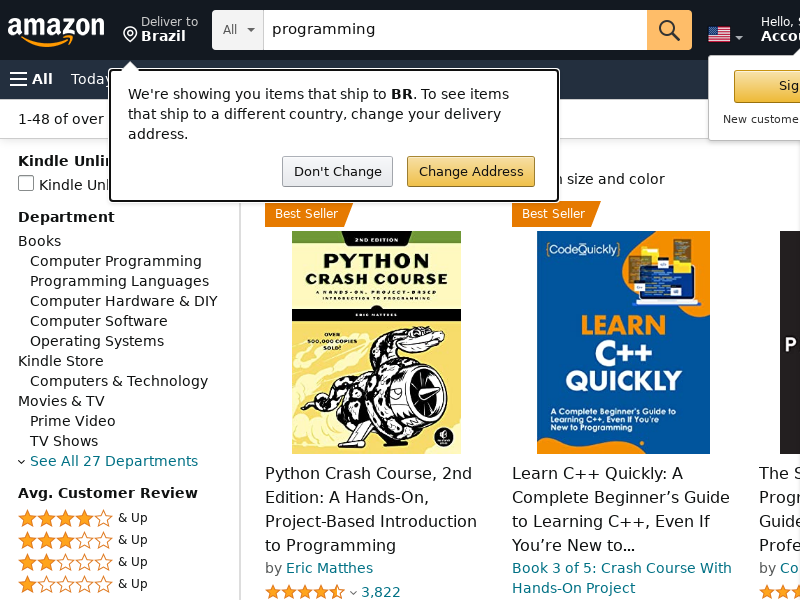 amazon
Deliver to
Brazil
All
programming
Hello, S
Accou
All
Today
Sig
New custome
We're showing you items that ship to BR. To see items
that ship to a different country, change your delivery
address.
Don't Change
Change Address
1-48 of over
size and color
Kindle Unlim
Kindle Unl
Department
Books
Computer Programming
Programming Languages
Computer Hardware & DIY
Computer Software
Operating Systems
Kindle Store
Computers & Technology
Movies & TV
Prime Video
TV Shows
See All 27 Departments
Avg. Customer Review
& Up
& Up
& Up
& Up
Best Seller
2ND EDITION
PYTHON
CRASH COURSE
A HANDS-ON, PROJECT-BASED
INTRODUCTION TO PROGRAMMING
ERIC MATTHES
OVER
500,000 COPIES
SOLD!
Python Crash Course, 2nd
Edition: A Hands-On,
Project-Based Introduction
to Programming
by Eric Matthes
3,822
Best Seller
{CodeQuickly}
LEARN
C++
QUICKLY
A Complete Beginner's Guide to
Learning C++, Even If You're
New to Programming
Learn C++ Quickly: A
Complete Beginner’s Guide
to Learning C++, Even If
You’re New to...
Book 3 of 5: Crash Course With
Hands-On Project
P
The S
Progr
Guide
Profe
by Co